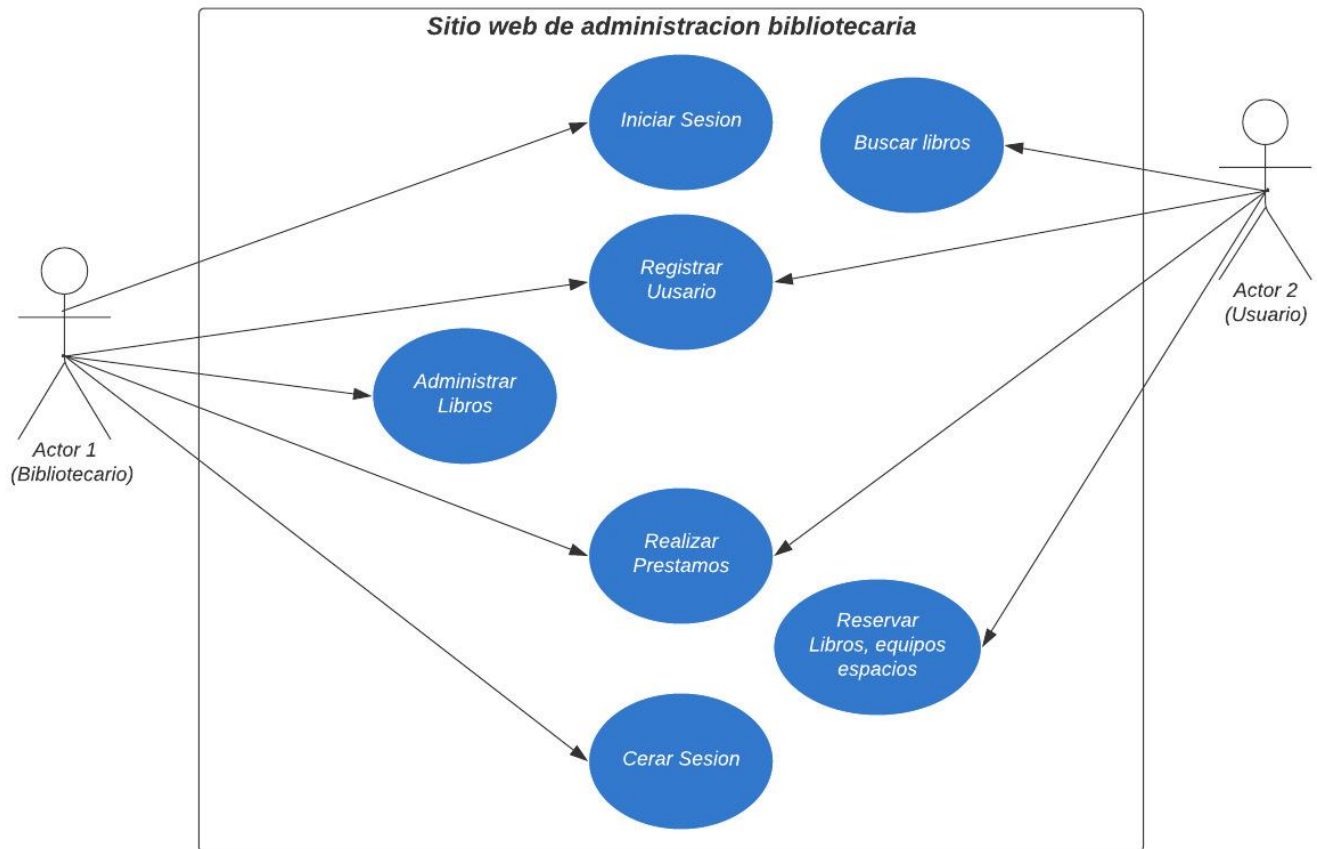 Sitio web de administracion bibliotecaria
Iniciar Sesion
Buscar libros
Registrar
Uusario
Actor 2
(Usuario)
Administrar
Libros
Actor 1
(Bibliotecario)
Realizar
Prestamos
Reservar
Libros, equipos
espacios
Cerar Sesion